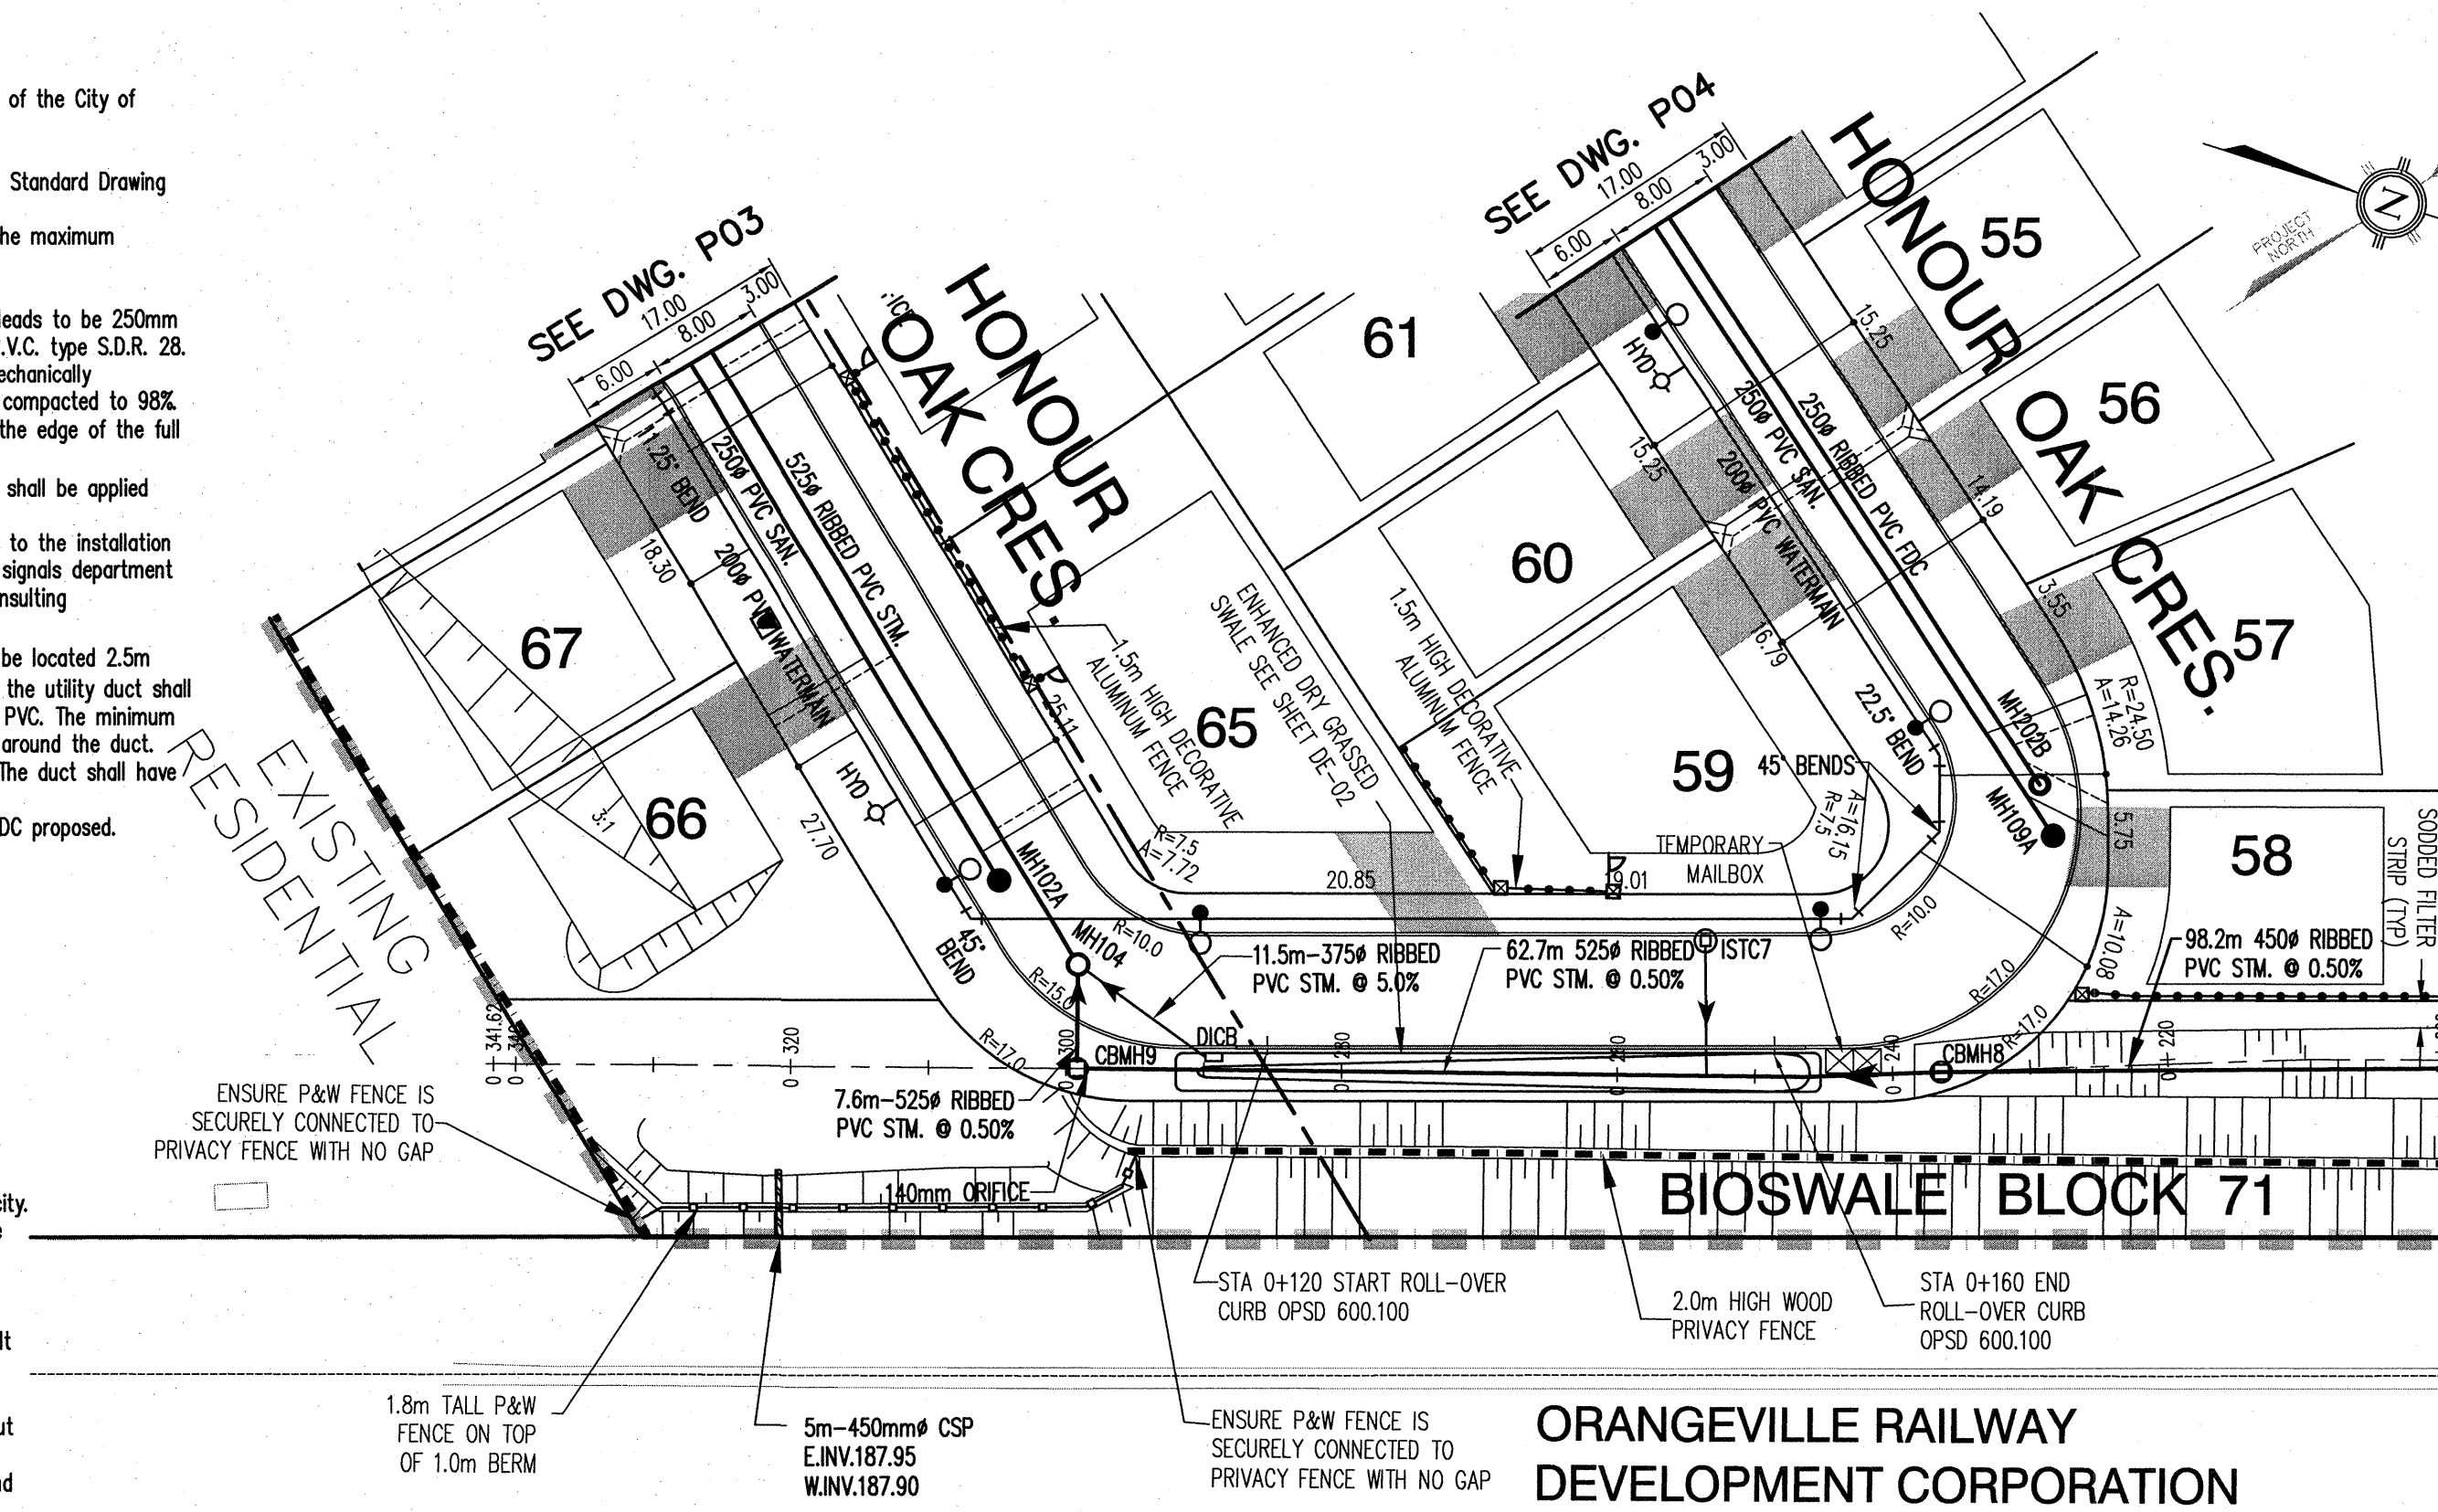 of the City of
Standard Drawing
he maximum
leads to be 250mm
.V.C. type S.D.R. 28.
echanically
compacted to 98%.
the edge of the full
shall be applied
to the installation
signals department
nsulting
be located 2.5m
the utility duct shall
PVC. The minimum
around the duct.
The duct shall have
DC proposed.
city.
e
lt
ut
nd
SEE DWG. P03
17.00
6.00
8.00
3.00
HONOUR
OAK CRES.
SEE DWG. P04
17.00
6.00
8.00
3.00
HONOUR
OAK
CRES.
PROJECT
NORTH
N
55
56
57
58
59
60
61
65
66
67
11.25° BEND
250ø PVC SAN.
525ø RIBBED PVC STM.
200ø PVC WATERMAIN
18.30
27.70
25.11
HYD
3:1
EXISTING
RESIDENTIAL
1.5m HIGH DECORATIVE
ALUMINUM FENCE
ENHANCED DRY GRASSED
SWALE SEE SHEET DE-02
1.5m HIGH DECORATIVE
ALUMINUM FENCE
HYD
15.25
15.25
14.19
16.79
3.55
250ø PVC SAN.
250ø RIBBED PVC FDC
200ø PVC WATERMAIN
22.5° BEND
45° BENDS
A=16.15
R=7.5
TEMPORARY
MAILBOX
MH202B
MH109A
R=24.50
A=14.26
5.75
A=10.08
SODDED FILTER
STRIP (TYP)
R=7.5
A=7.72
20.85
19.01
MH102A
MH104
45°
BEND
R=10.0
R=15.0
R=17.0
R=10.0
R=17.0
R=17.0
11.5m-375ø RIBBED
PVC STM. @ 5.0%
62.7m 525ø RIBBED
PVC STM. @ 0.50%
ISTC7
98.2m 450ø RIBBED
PVC STM. @ 0.50%
DICB
CBMH9
CBMH8
0 341.62
0 320
300
0 280
0 240
0 220
7.6m-525ø RIBBED
PVC STM. @ 0.50%
ENSURE P&W FENCE IS
SECURELY CONNECTED TO
PRIVACY FENCE WITH NO GAP
140mm ORIFICE
BIOSWALE BLOCK 71
STA 0+120 START ROLL-OVER
CURB OPSD 600.100
2.0m HIGH WOOD
PRIVACY FENCE
STA 0+160 END
ROLL-OVER CURB
OPSD 600.100
1.8m TALL P&W
FENCE ON TOP
OF 1.0m BERM
5m-450mmø CSP
E.INV.187.95
W.INV.187.90
ENSURE P&W FENCE IS
SECURELY CONNECTED TO
PRIVACY FENCE WITH NO GAP
ORANGEVILLE RAILWAY
DEVELOPMENT CORPORATION